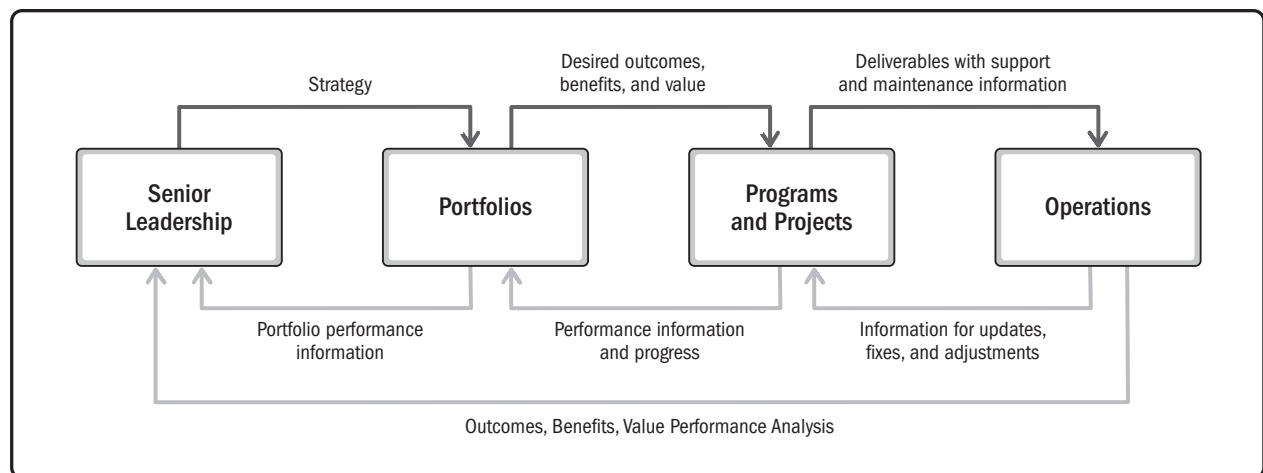 Strategy
Desired outcomes,
benefits, and value
Deliverables with support
and maintenance information
Senior
Leadership
Portfolios
Programs
and Projects
Operations
Portfolio performance
information
Performance information
and progress
Information for updates,
fixes, and adjustments
Outcomes, Benefits, Value Performance Analysis